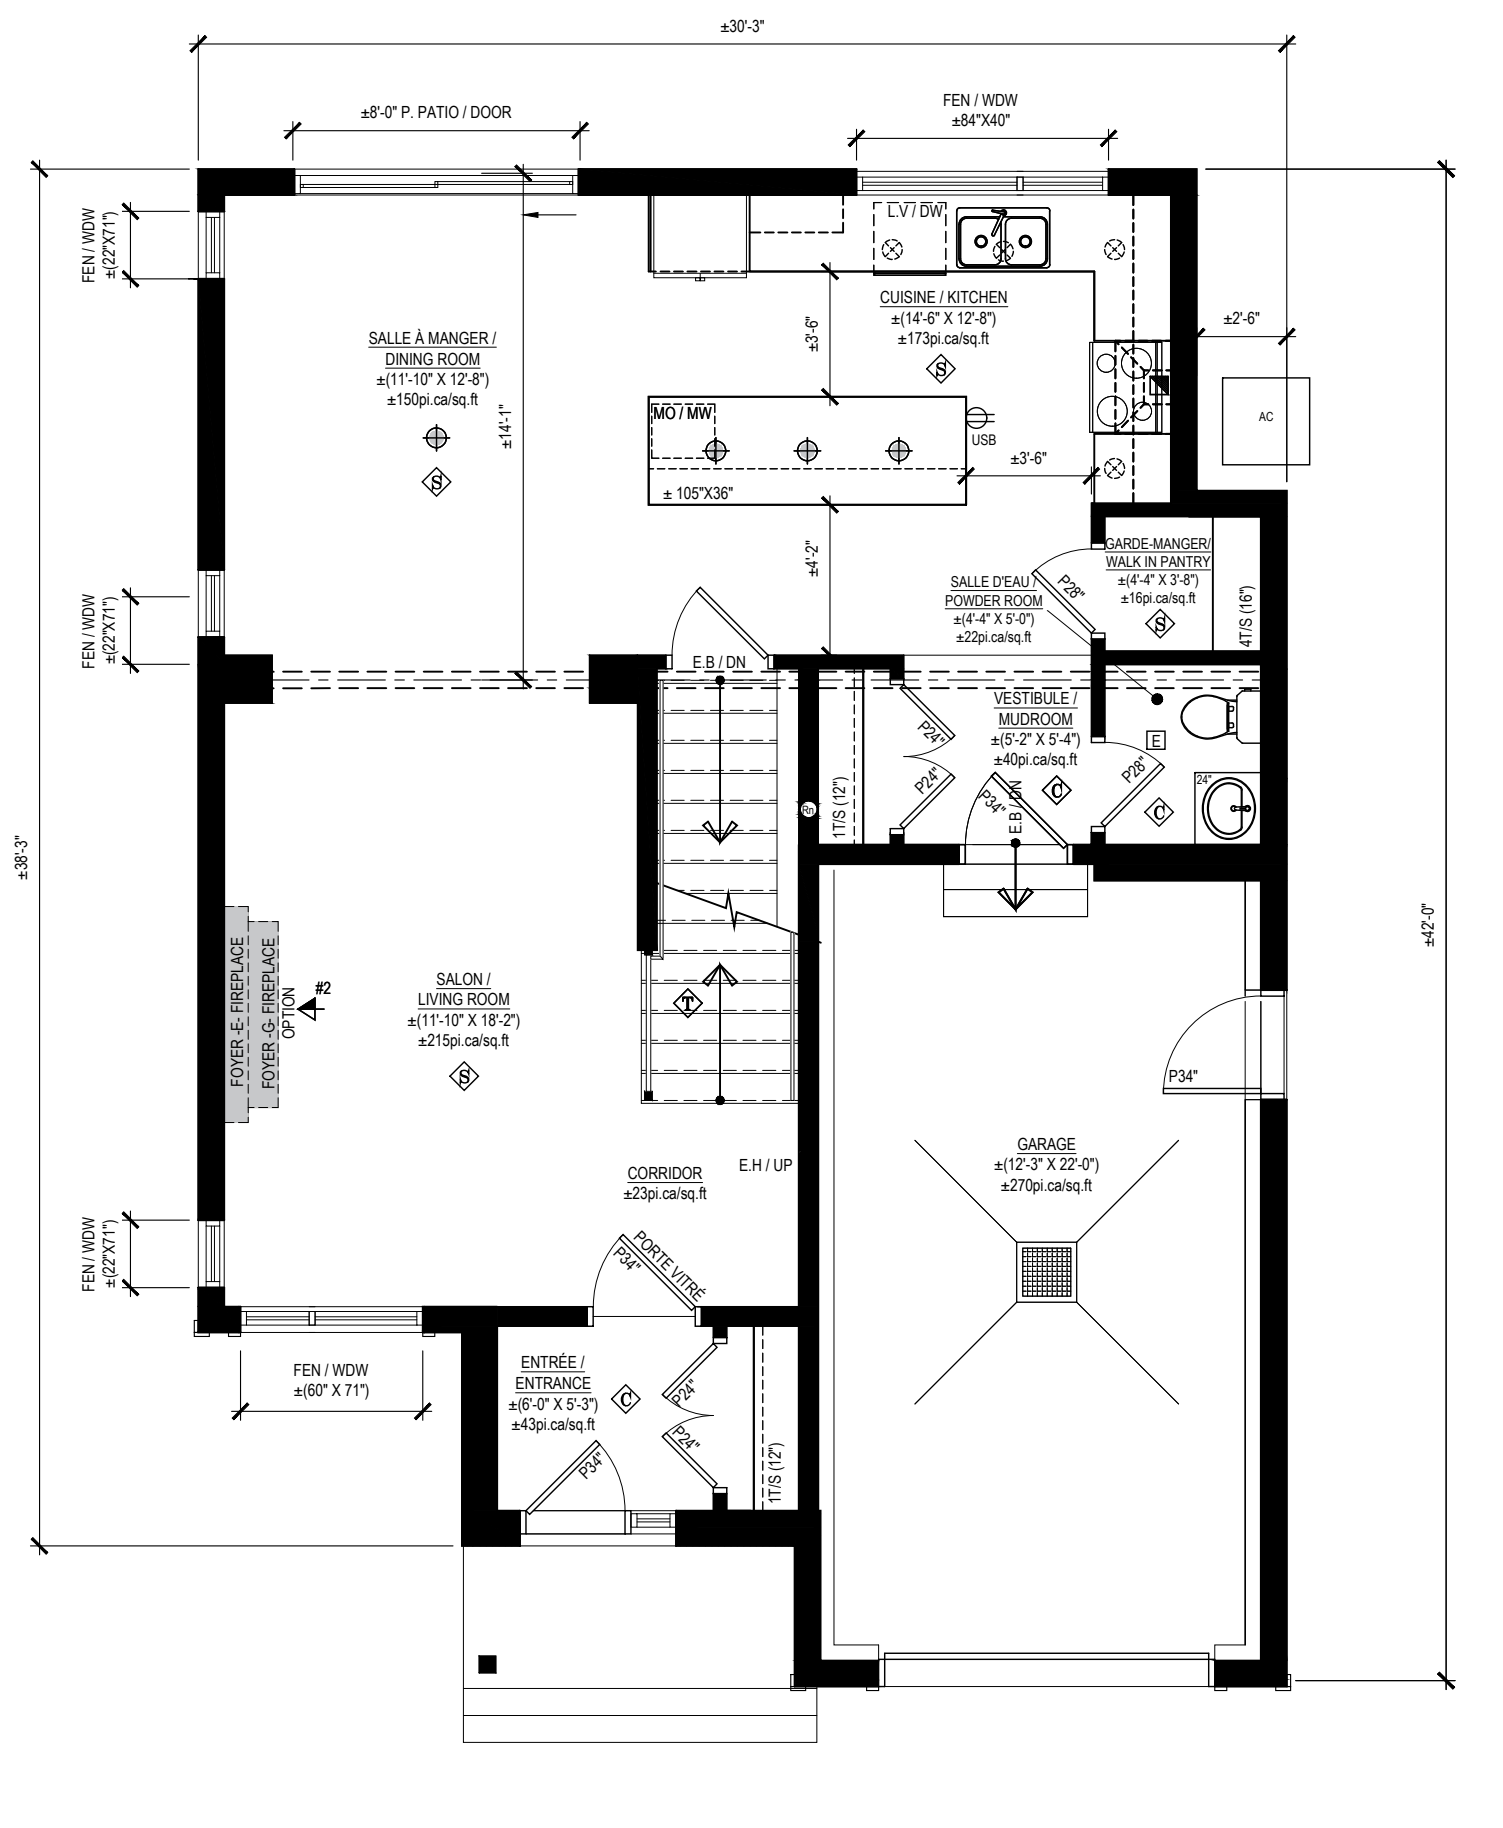 ±30'-3"
±8'-0" P. PATIO / DOOR
FEN / WDW
±84"X40"
FEN / WDW
±(22"X71")
L.V / DW
CUISINE / KITCHEN
±(14'-6" X 12'-8")
±173pi.ca/sq.ft
S
±3'-6"
±2'-6"
SALLE À MANGER /
DINING ROOM
±(11'-10" X 12'-8")
±150pi.ca/sq.ft
S
±14'-1"
AC
MO / MW
USB
±3'-6"
± 105"X36"
±4'-2"
GARDE-MANGER/
WALK IN PANTRY
±(4'-4" X 3'-8")
±16pi.ca/sq.ft
S
P28"
4T/S (16")
SALLE D'EAU /
POWDER ROOM
±(4'-4" X 5'-0")
±22pi.ca/sq.ft
FEN / WDW
±(22"X71")
E.B / DN
VESTIBULE /
MUDROOM
±(5'-2" X 5'-4")
±40pi.ca/sq.ft
C
P24"
P24"
E
P28"
24"
C
P34"
E.B / DN
1T/S (12")
Rn
±38'-3"
±42'-0"
FOYER -E- FIREPLACE
FOYER -G- FIREPLACE
OPTION
#2
SALON /
LIVING ROOM
±(11'-10" X 18'-2")
±215pi.ca/sq.ft
S
T
P34"
GARAGE
±(12'-3" X 22'-0")
±270pi.ca/sq.ft
E.H / UP
CORRIDOR
±23pi.ca/sq.ft
FEN / WDW
±(22"X71")
PORTE VITRÉ
P34"
FEN / WDW
±(60" X 71")
ENTRÉE /
ENTRANCE
±(6'-0" X 5'-3")
±43pi.ca/sq.ft
C
P24"
P24"
P34"
1T/S (12")